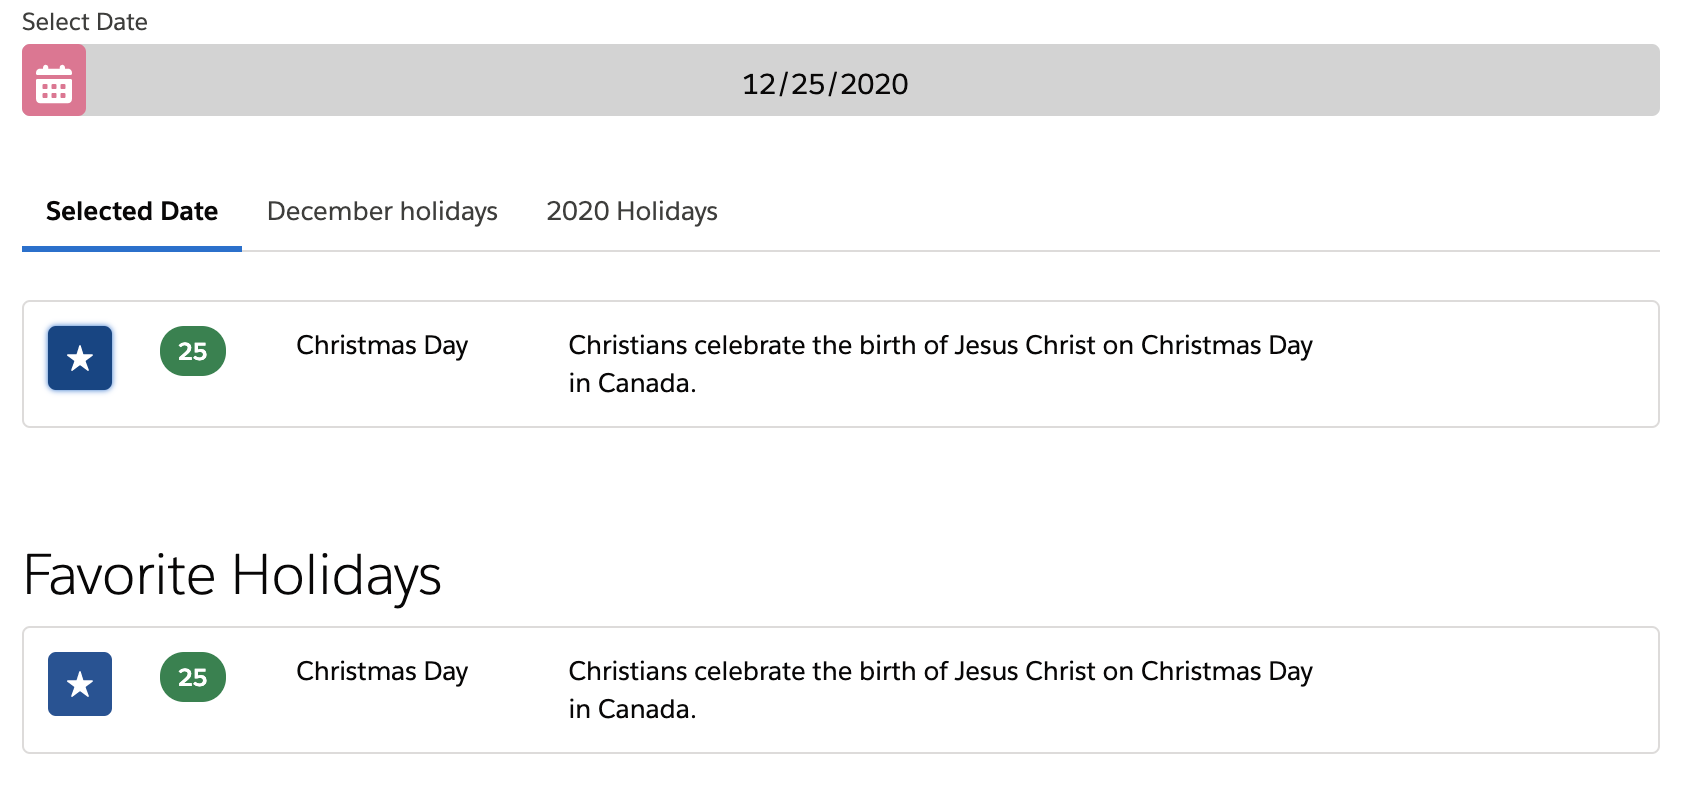 Select Date
12/25/2020
Selected Date December holidays 2020 Holidays
25 Christmas Day Christians celebrate the birth of Jesus Christ on Christmas Day
in Canada.
Favorite Holidays
25 Christmas Day Christians celebrate the birth of Jesus Christ on Christmas Day
in Canada.